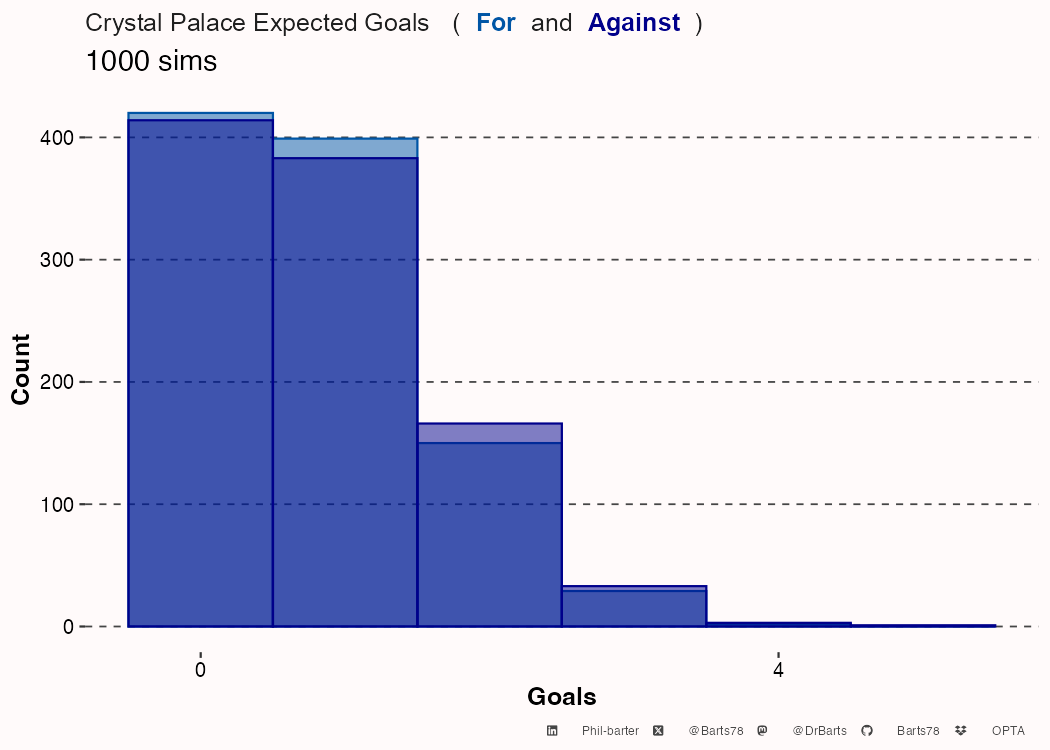 Crystal Palace Expected Goals ( For and Against )
1000 sims
400
300
200
100
0
Count
0 4
Goals
Phil-barter @Barts78 @DrBarts Barts78 OPTA